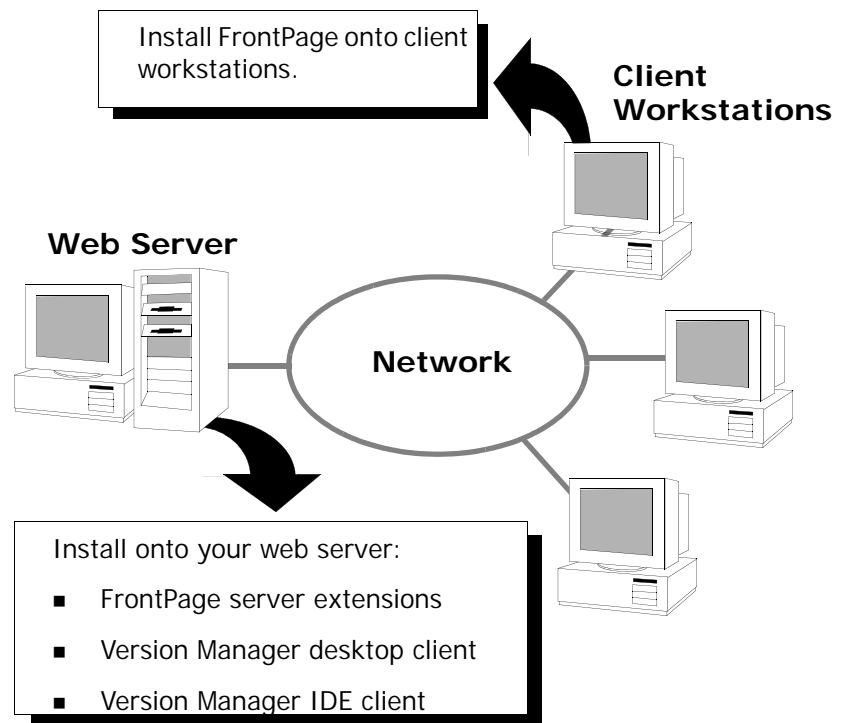 Install FrontPage onto client
workstations.
Client
Workstations
Web Server
Network
Install onto your web server:
■ FrontPage server extensions
■ Version Manager desktop client
■ Version Manager IDE client